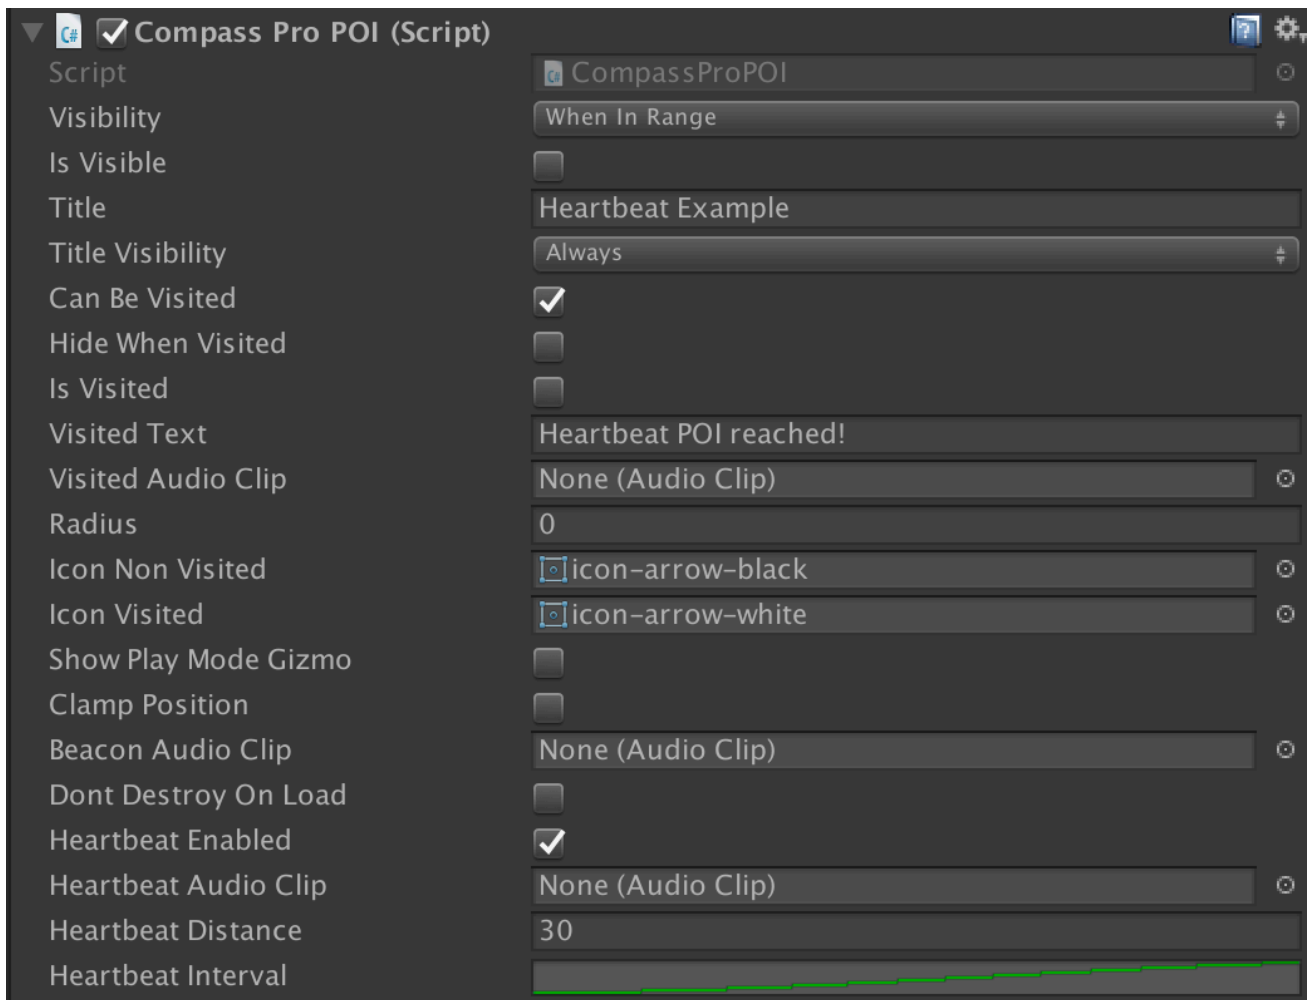 Compass Pro POI (Script)
Script CompassProPOI
Visibility When In Range
Is Visible
Title Heartbeat Example
Title Visibility Always
Can Be Visited
Hide When Visited
Is Visited
Visited Text Heartbeat POI reached!
Visited Audio Clip None (Audio Clip)
Radius 0
Icon Non Visited icon-arrow-black
Icon Visited icon-arrow-white
Show Play Mode Gizmo
Clamp Position
Beacon Audio Clip None (Audio Clip)
Dont Destroy On Load
Heartbeat Enabled
Heartbeat Audio Clip None (Audio Clip)
Heartbeat Distance 30
Heartbeat Interval